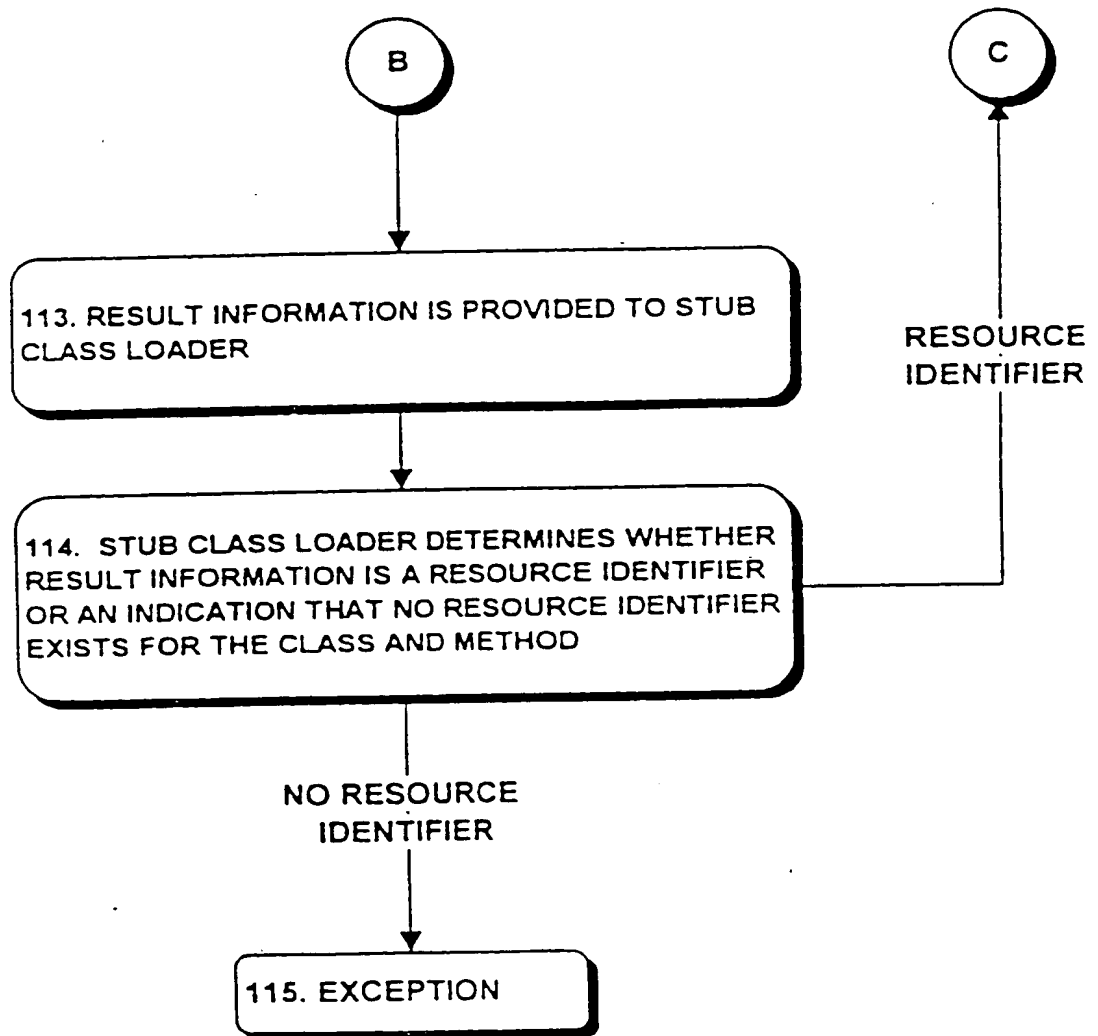 B
C
113. RESULT INFORMATION IS PROVIDED TO STUB
CLASS LOADER
RESOURCE
IDENTIFIER
114. STUB CLASS LOADER DETERMINES WHETHER
RESULT INFORMATION IS A RESOURCE IDENTIFIER
OR AN INDICATION THAT NO RESOURCE IDENTIFIER
EXISTS FOR THE CLASS AND METHOD
NO RESOURCE
IDENTIFIER
115. EXCEPTION